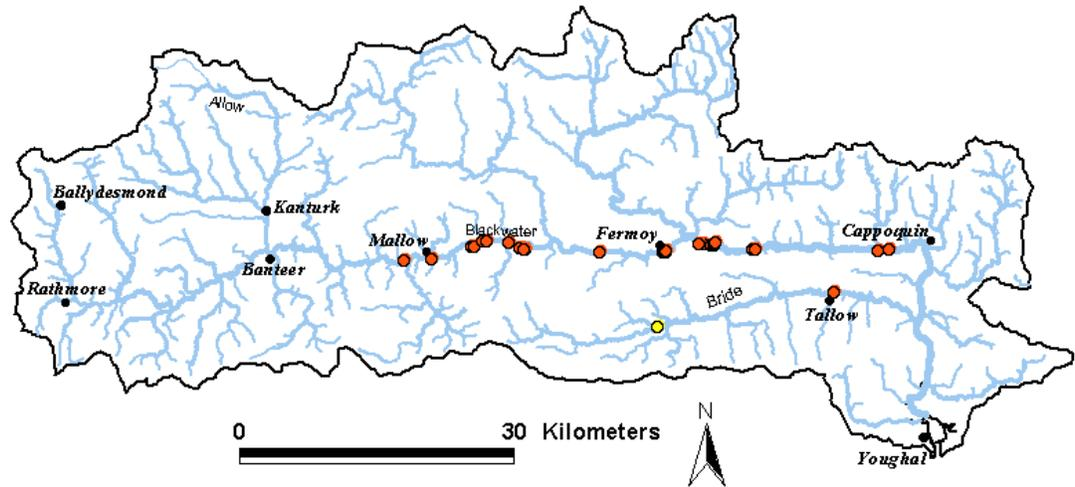 Allow
Ballydesmond
Kanturk
Mallow
Blackwater
Fermoy
Cappoquin
Banteer
Rathmore
Bride
Tallow
N
0 30 Kilometers
Youghal